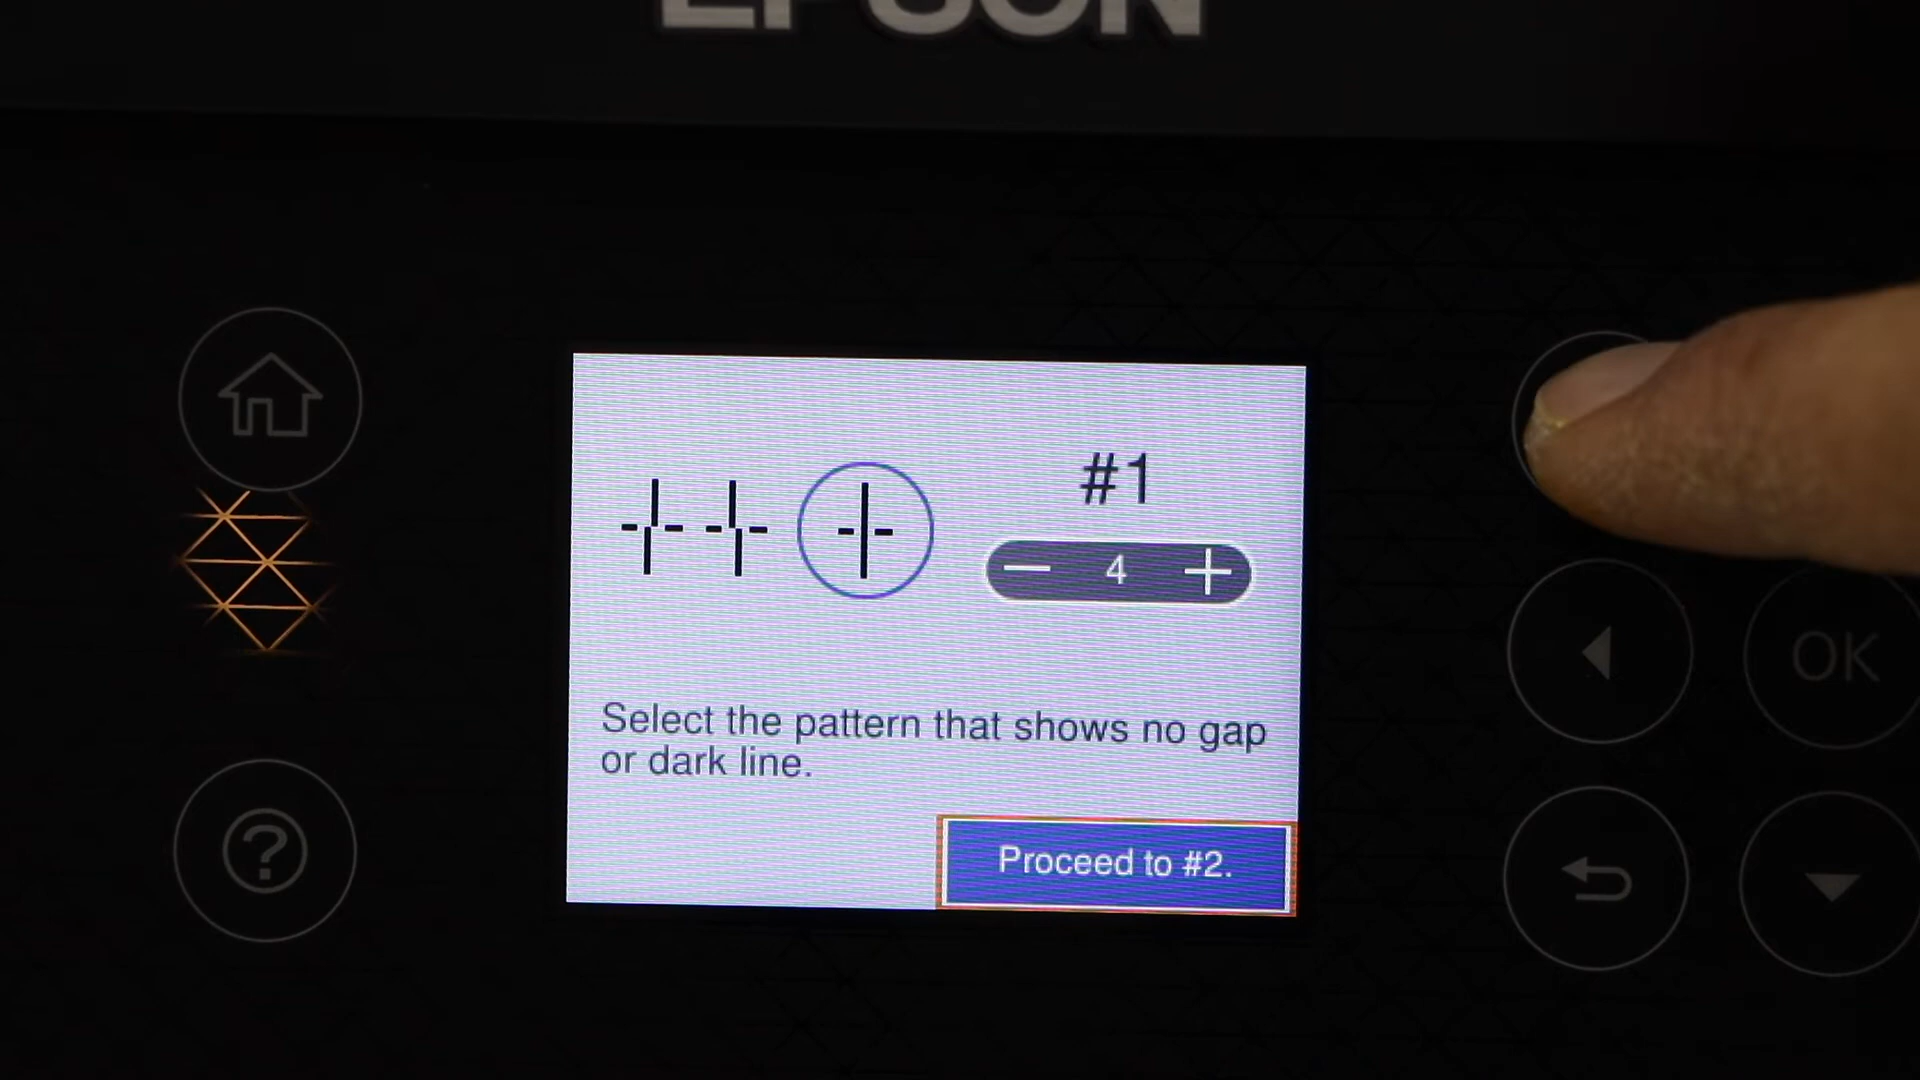 EPSON
#1
4
Select the pattern that shows no gap
or dark line.
Proceed to #2.
OK
?